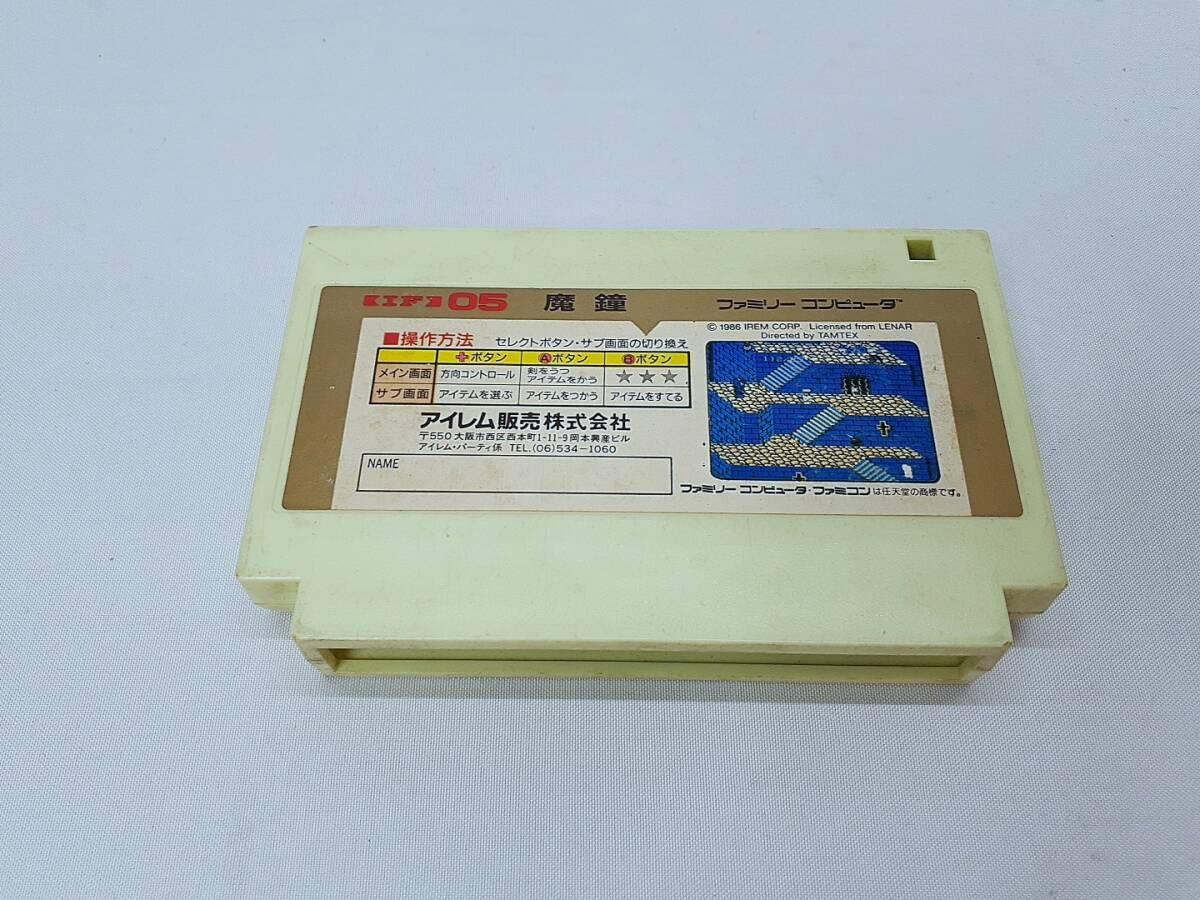 IF 05 魔鐘 ファミリー コンピュータ™
■操作方法 セレクトボタン・サブ画面の切り換え
✚ボタン Ⓐボタン Ⓑボタン
メイン画面 方向コントロール 剣をうつ アイテムをかう ★★★
サブ画面 アイテムを選ぶ アイテムをつかう アイテムをすてる
アイレム販売株式会社
〒550 大阪市西区西本町1-11-9岡本興産ビル
アイレム・パーティ係 TEL.(06)534-1060
NAME
© 1986 IREM CORP. Licensed from LENAR
Directed by TAMTEX
ファミリー コンピュータ・ファミコンは任天堂の商標です。